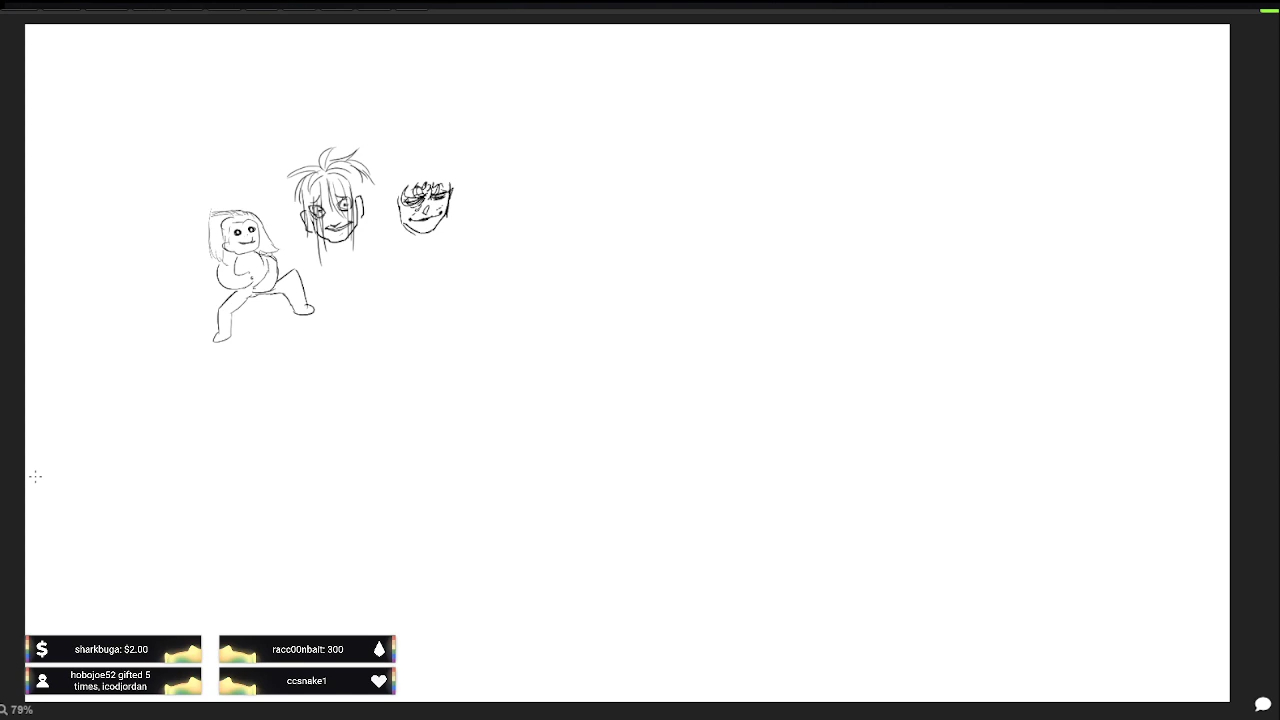 sharkbuga: $2.00
racc00nbait: 300
hobojoe52 gifted 5
times, icodjordan
ccsnake1
79%